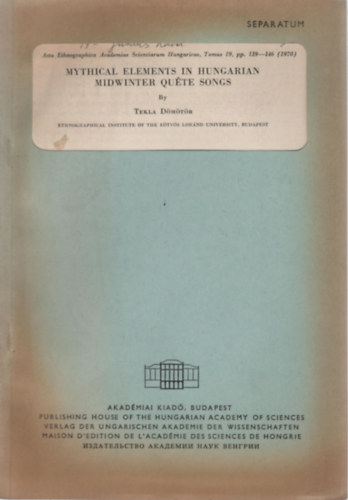 SEPARATUM
Acta Ethnographica Academiae Scientiarum Hungaricae, Tomus 19, pp. 119—146 (1970)
MYTHICAL ELEMENTS IN HUNGARIAN
MIDWINTER QUÊTE SONGS
By
TEKLA DÖMÖTÖR
ETHNOGRAPHICAL INSTITUTE OF THE EÖTVÖS LORÁND UNIVERSITY, BUDAPEST
AKADÉMIAI KIADÓ, BUDAPEST
PUBLISHING HOUSE OF THE HUNGARIAN ACADEMY OF SCIENCES
VERLAG DER UNGARISCHEN AKADEMIE DER WISSENSCHAFTEN
MAISON D'EDITION DE L'ACADÉMIE DES SCIENCES DE HONGRIE
ИЗДАТЕЛЬСТВО АКАДЕМИИ НАУК ВЕНГРИИ